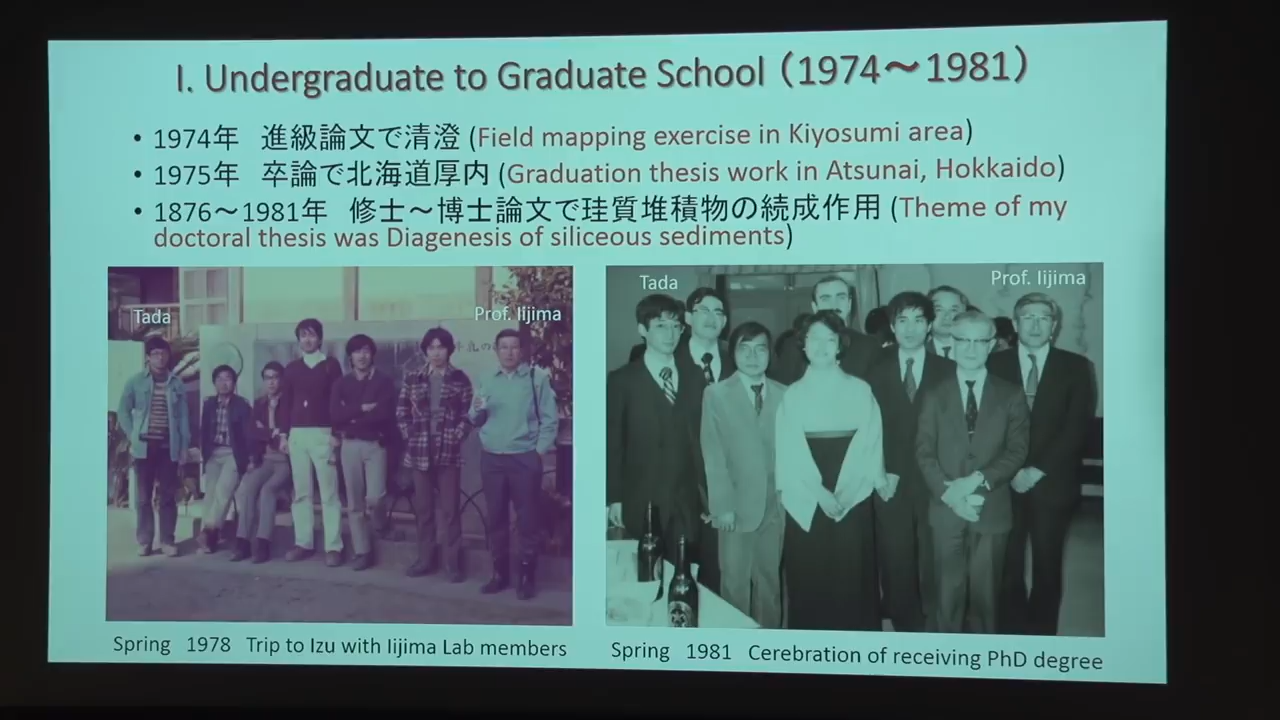 I. Undergraduate to Graduate School（1974～1981）
• 1974年　進級論文で清澄 (Field mapping exercise in Kiyosumi area)
• 1975年　卒論で北海道厚内 (Graduation thesis work in Atsunai, Hokkaido)
• 1876～1981年　修士～博士論文で珪質堆積物の続成作用 (Theme of my
doctoral thesis was Diagenesis of siliceous sediments)
Tada
Prof. IIjima
Tada
Prof. Iijima
Spring 1978 Trip to Izu with Iijima Lab members
Spring 1981 Cerebration of receiving PhD degree